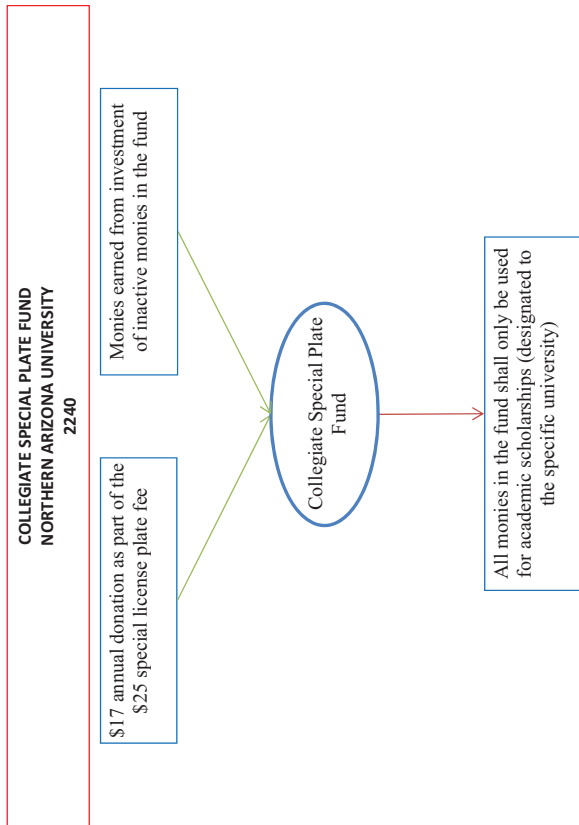 COLLEGIATE SPECIAL PLATE FUND
NORTHERN ARIZONA UNIVERSITY
2240
$17 annual donation as part of the
$25 special license plate fee
Monies earned from investment
of inactive monies in the fund
Collegiate Special Plate
Fund
All monies in the fund shall only be used
for academic scholarships (designated to
the specific university)